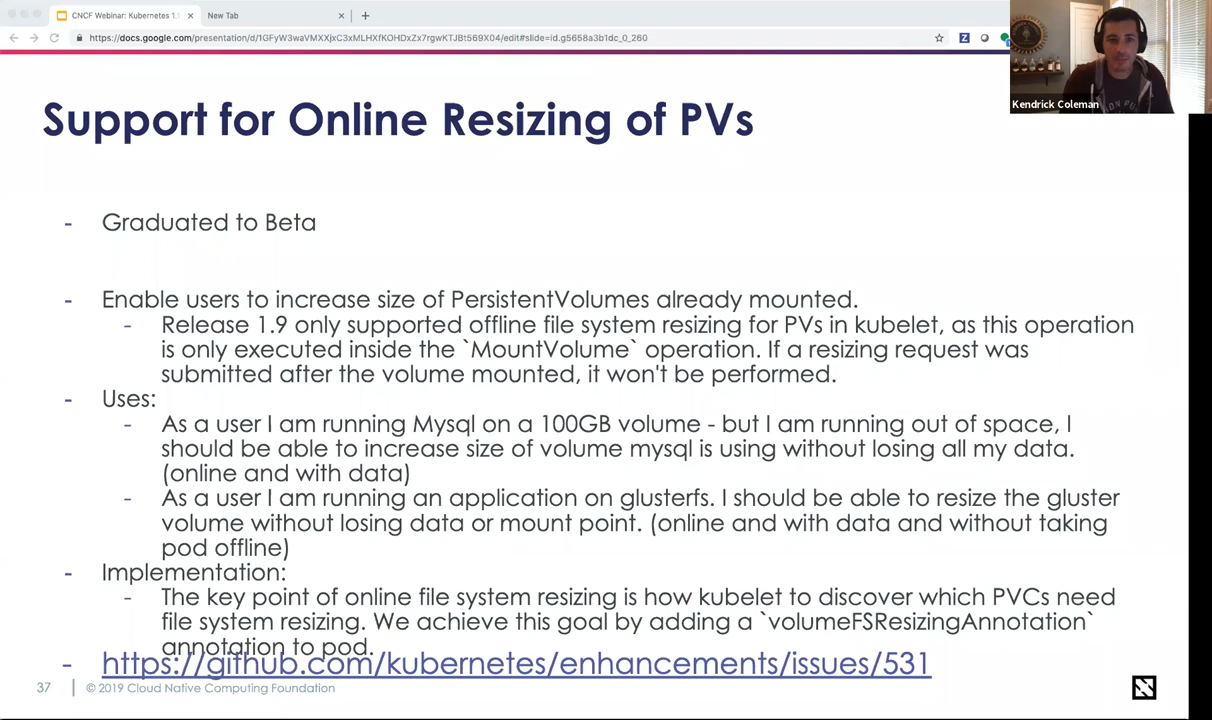 CNCF Webinar: Kubernetes 1.1
New Tab
https://docs.google.com/presentation/d/1GFyW3waVMXXjxC3xMLHXfKOHDxZx7rgwKTJBt569X04/edit#slide=id.g5658a3b1dc_0_260
Z
Kendrick Coleman
Support for Online Resizing of PVs
- Graduated to Beta
- Enable users to increase size of PersistentVolumes already mounted.
- Release 1.9 only supported offline file system resizing for PVs in kubelet, as this operation
is only executed inside the `MountVolume` operation. If a resizing request was
submitted after the volume mounted, it won't be performed.
- Uses:
- As a user I am running Mysql on a 100GB volume - but I am running out of space, I
should be able to increase size of volume mysql is using without losing all my data.
(online and with data)
- As a user I am running an application on glusterfs. I should be able to resize the gluster
volume without losing data or mount point. (online and with data and without taking
pod offline)
- Implementation:
- The key point of online file system resizing is how kubelet to discover which PVCs need
file system resizing. We achieve this goal by adding a `volumeFSResizingAnnotation`
annotation to pod.
- https://github.com/kubernetes/enhancements/issues/531
37 © 2019 Cloud Native Computing Foundation